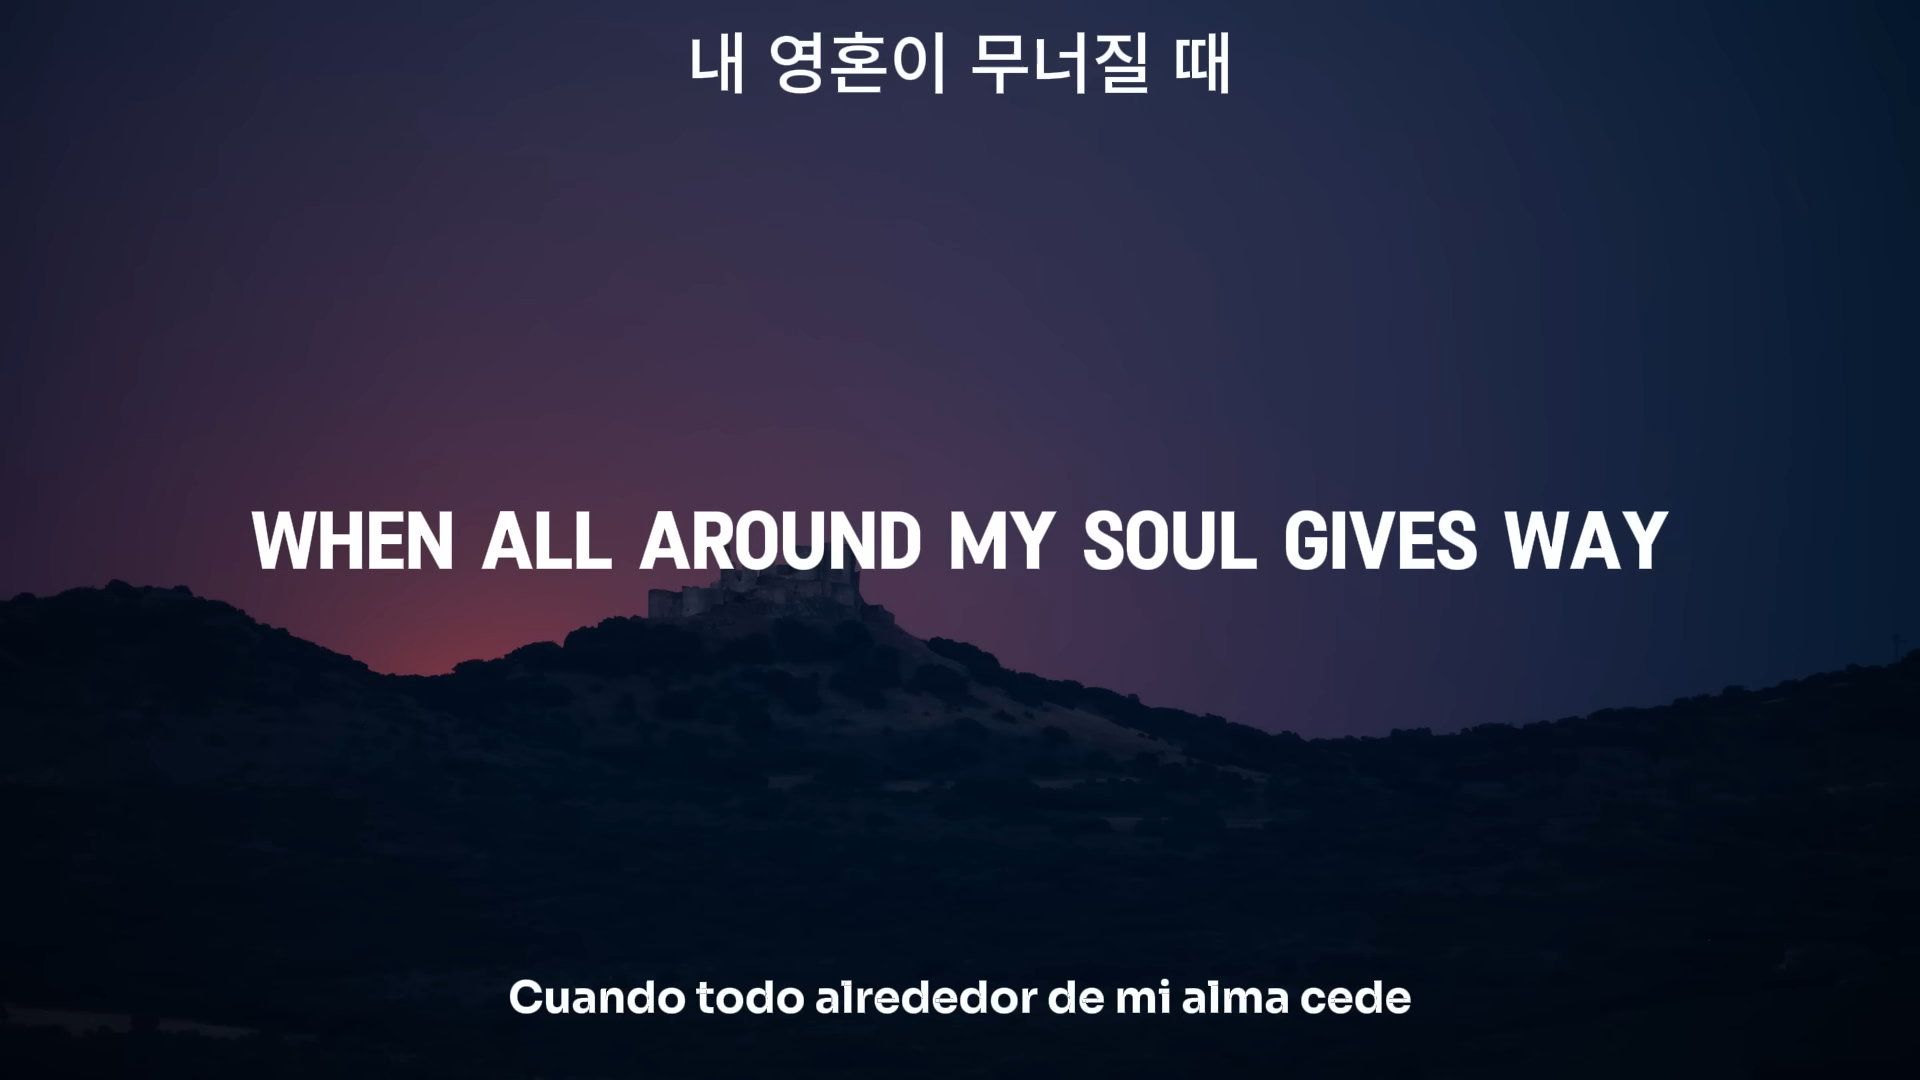 내 영혼이 무너질 때
WHEN ALL AROUND MY SOUL GIVES WAY
Cuando todo alrededor de mi alma cede